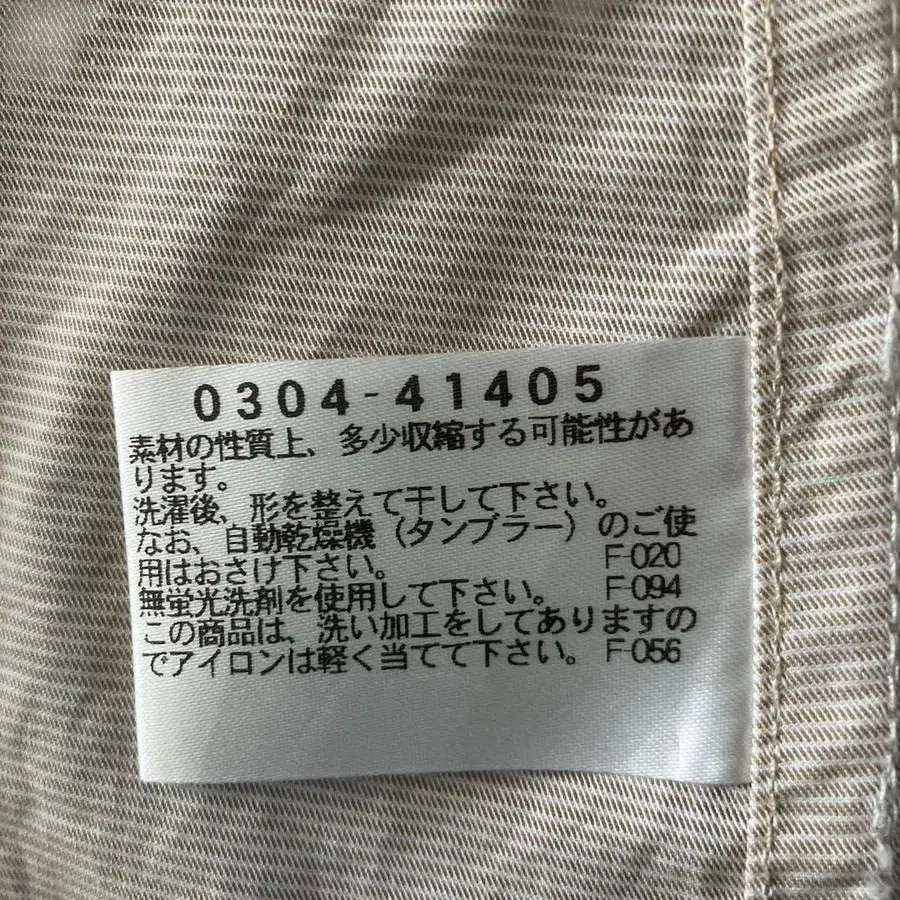 0304-41405
素材の性質上、多少収縮する可能性があ
ります。
洗濯後、形を整えて干して下さい。
なお、自動乾燥機（タンブラー）のご使
用はおさけ下さい。 F-020
無蛍光洗剤を使用して下さい。 F-094
この商品は、洗い加工をしてありますの
でアイロンは軽く当てて下さい。 F-056